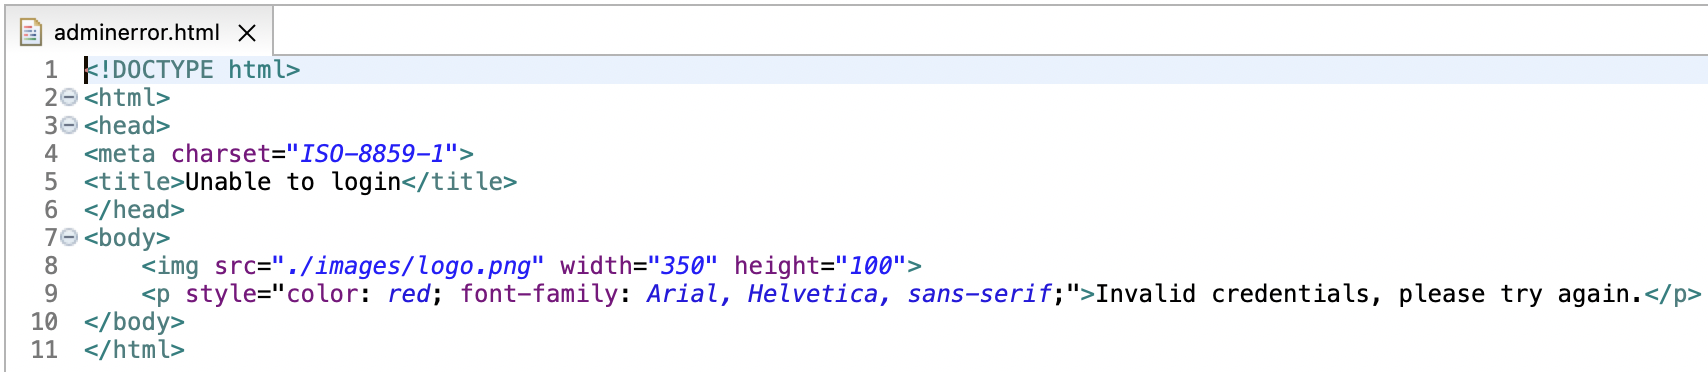 adminerror.html
1 <!DOCTYPE html>
2 <html>
3 <head>
4 <meta charset="ISO-8859-1">
5 <title>Unable to login</title>
6 </head>
7 <body>
8     <img src="./images/logo.png" width="350" height="100">
9     <p style="color: red; font-family: Arial, Helvetica, sans-serif;">Invalid credentials, please try again.</p>
10 </body>
11 </html>